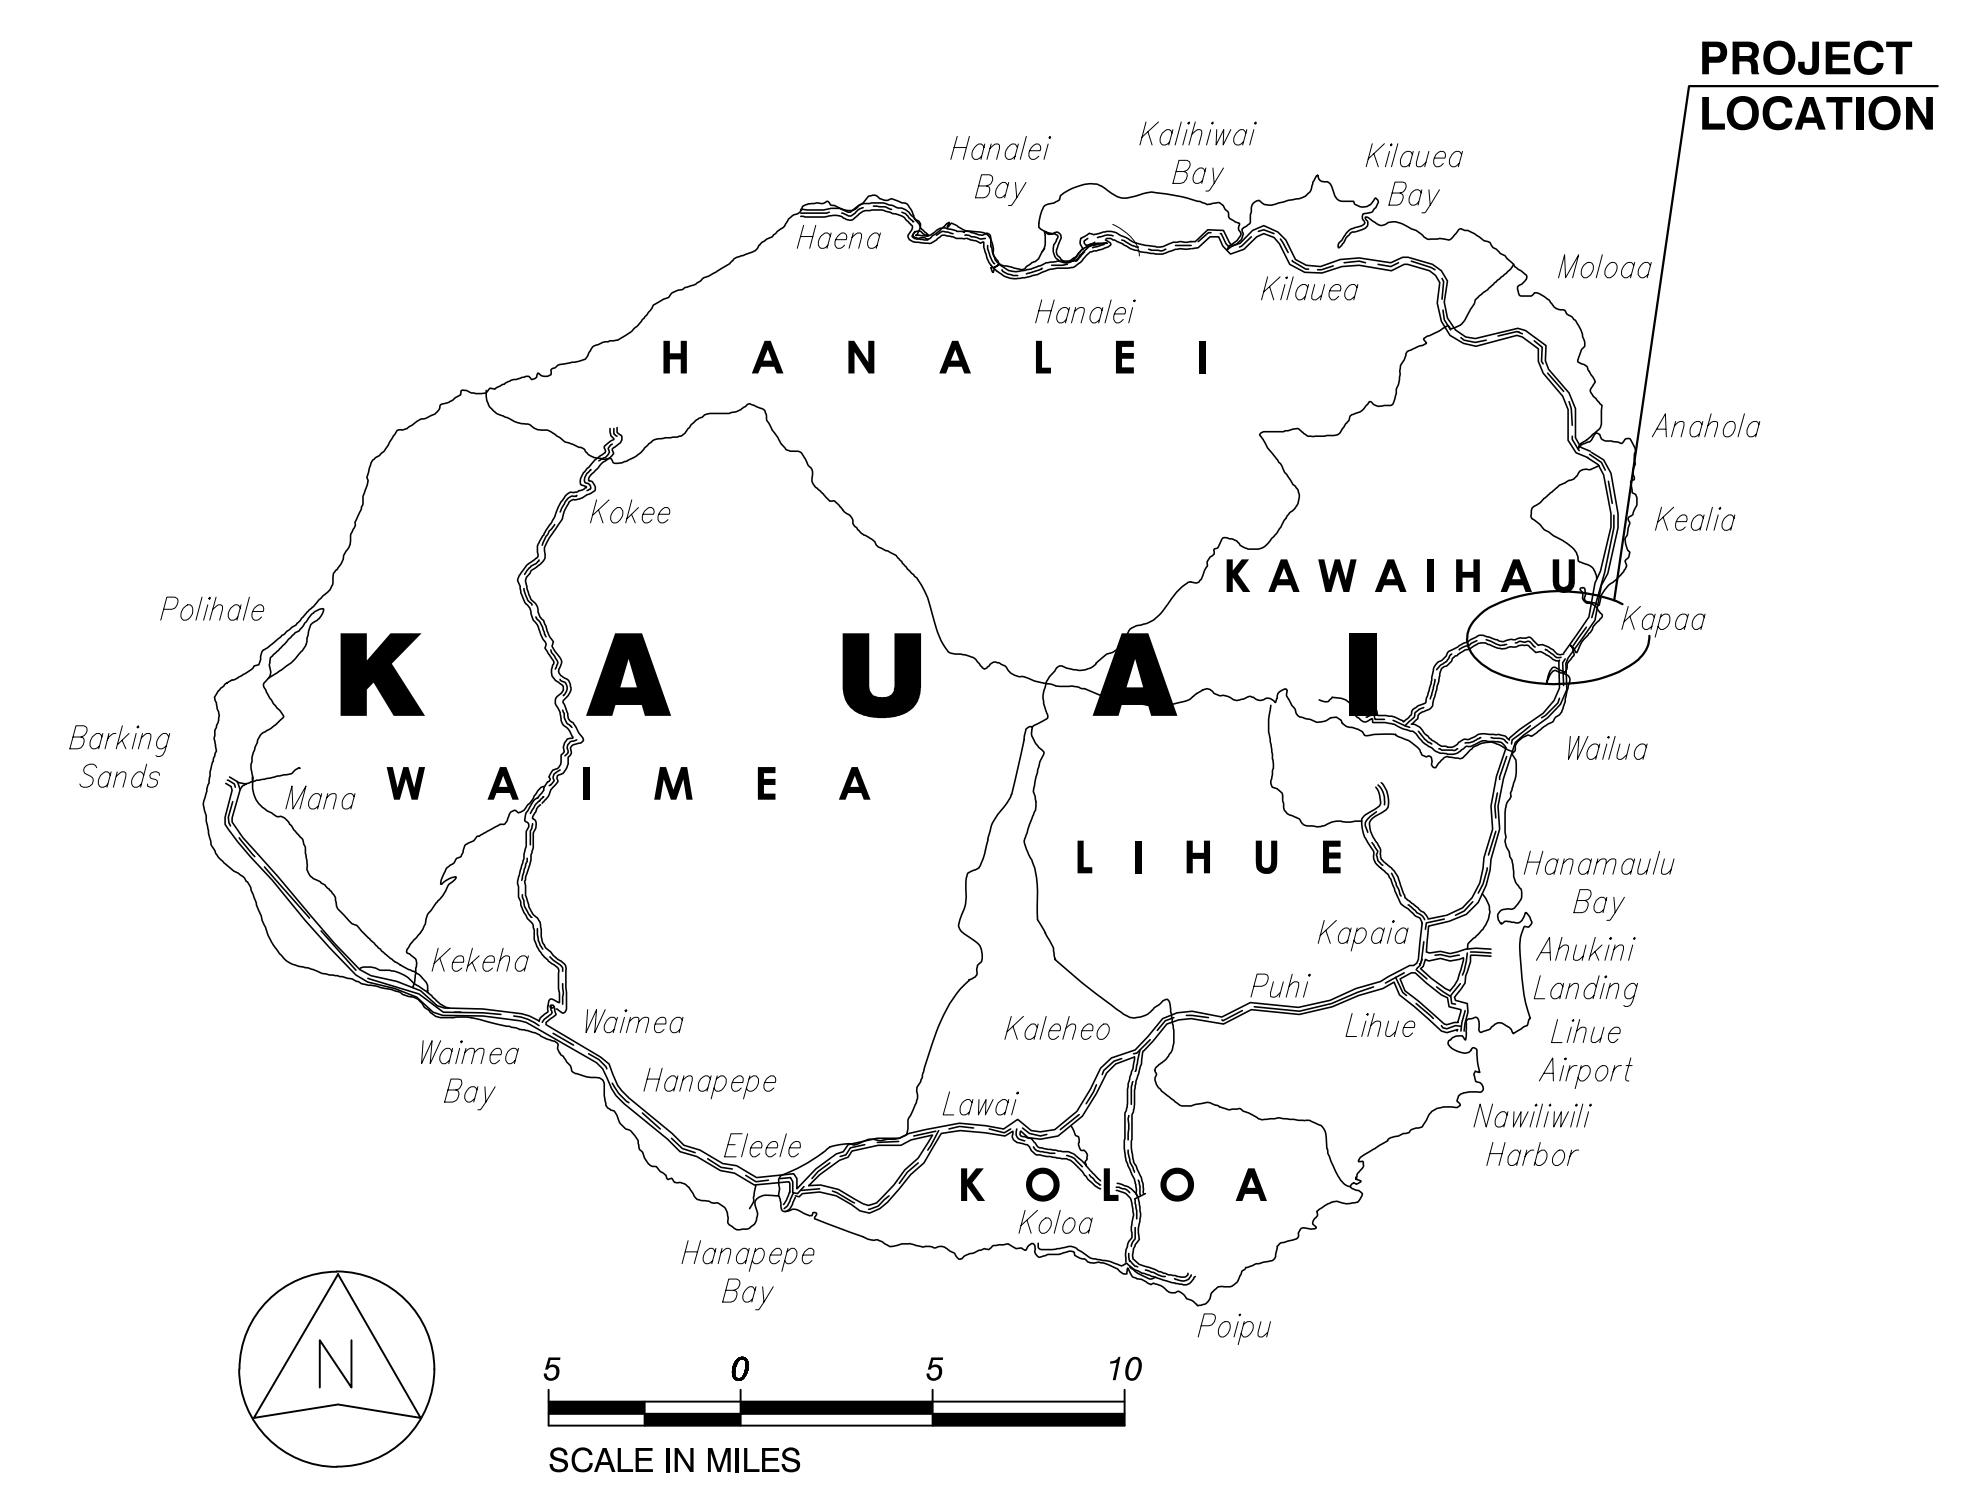 PROJECT
LOCATION
Hanalei
Bay
Kalihiwai
Bay
Kilauea
Bay
Haena
Moloaa
Kilauea
Hanalei
HANALEI
Anahola
Kokee
Kealia
KAWAIHAU
Polihale
Kapaa
KAUAI
Barking
Sands
Wailua
Mana
WAIMEA
LIHUE
Hanamaulu
Bay
Kapaia
Ahukini
Landing
Kekeha
Puhi
Waimea
Kaleheo
Lihue
Lihue
Airport
Waimea
Bay
Hanapepe
Lawai
Nawiliwili
Harbor
Eleele
KOLOA
Koloa
Hanapepe
Bay
Poipu
N
5 0 5 10
SCALE IN MILES